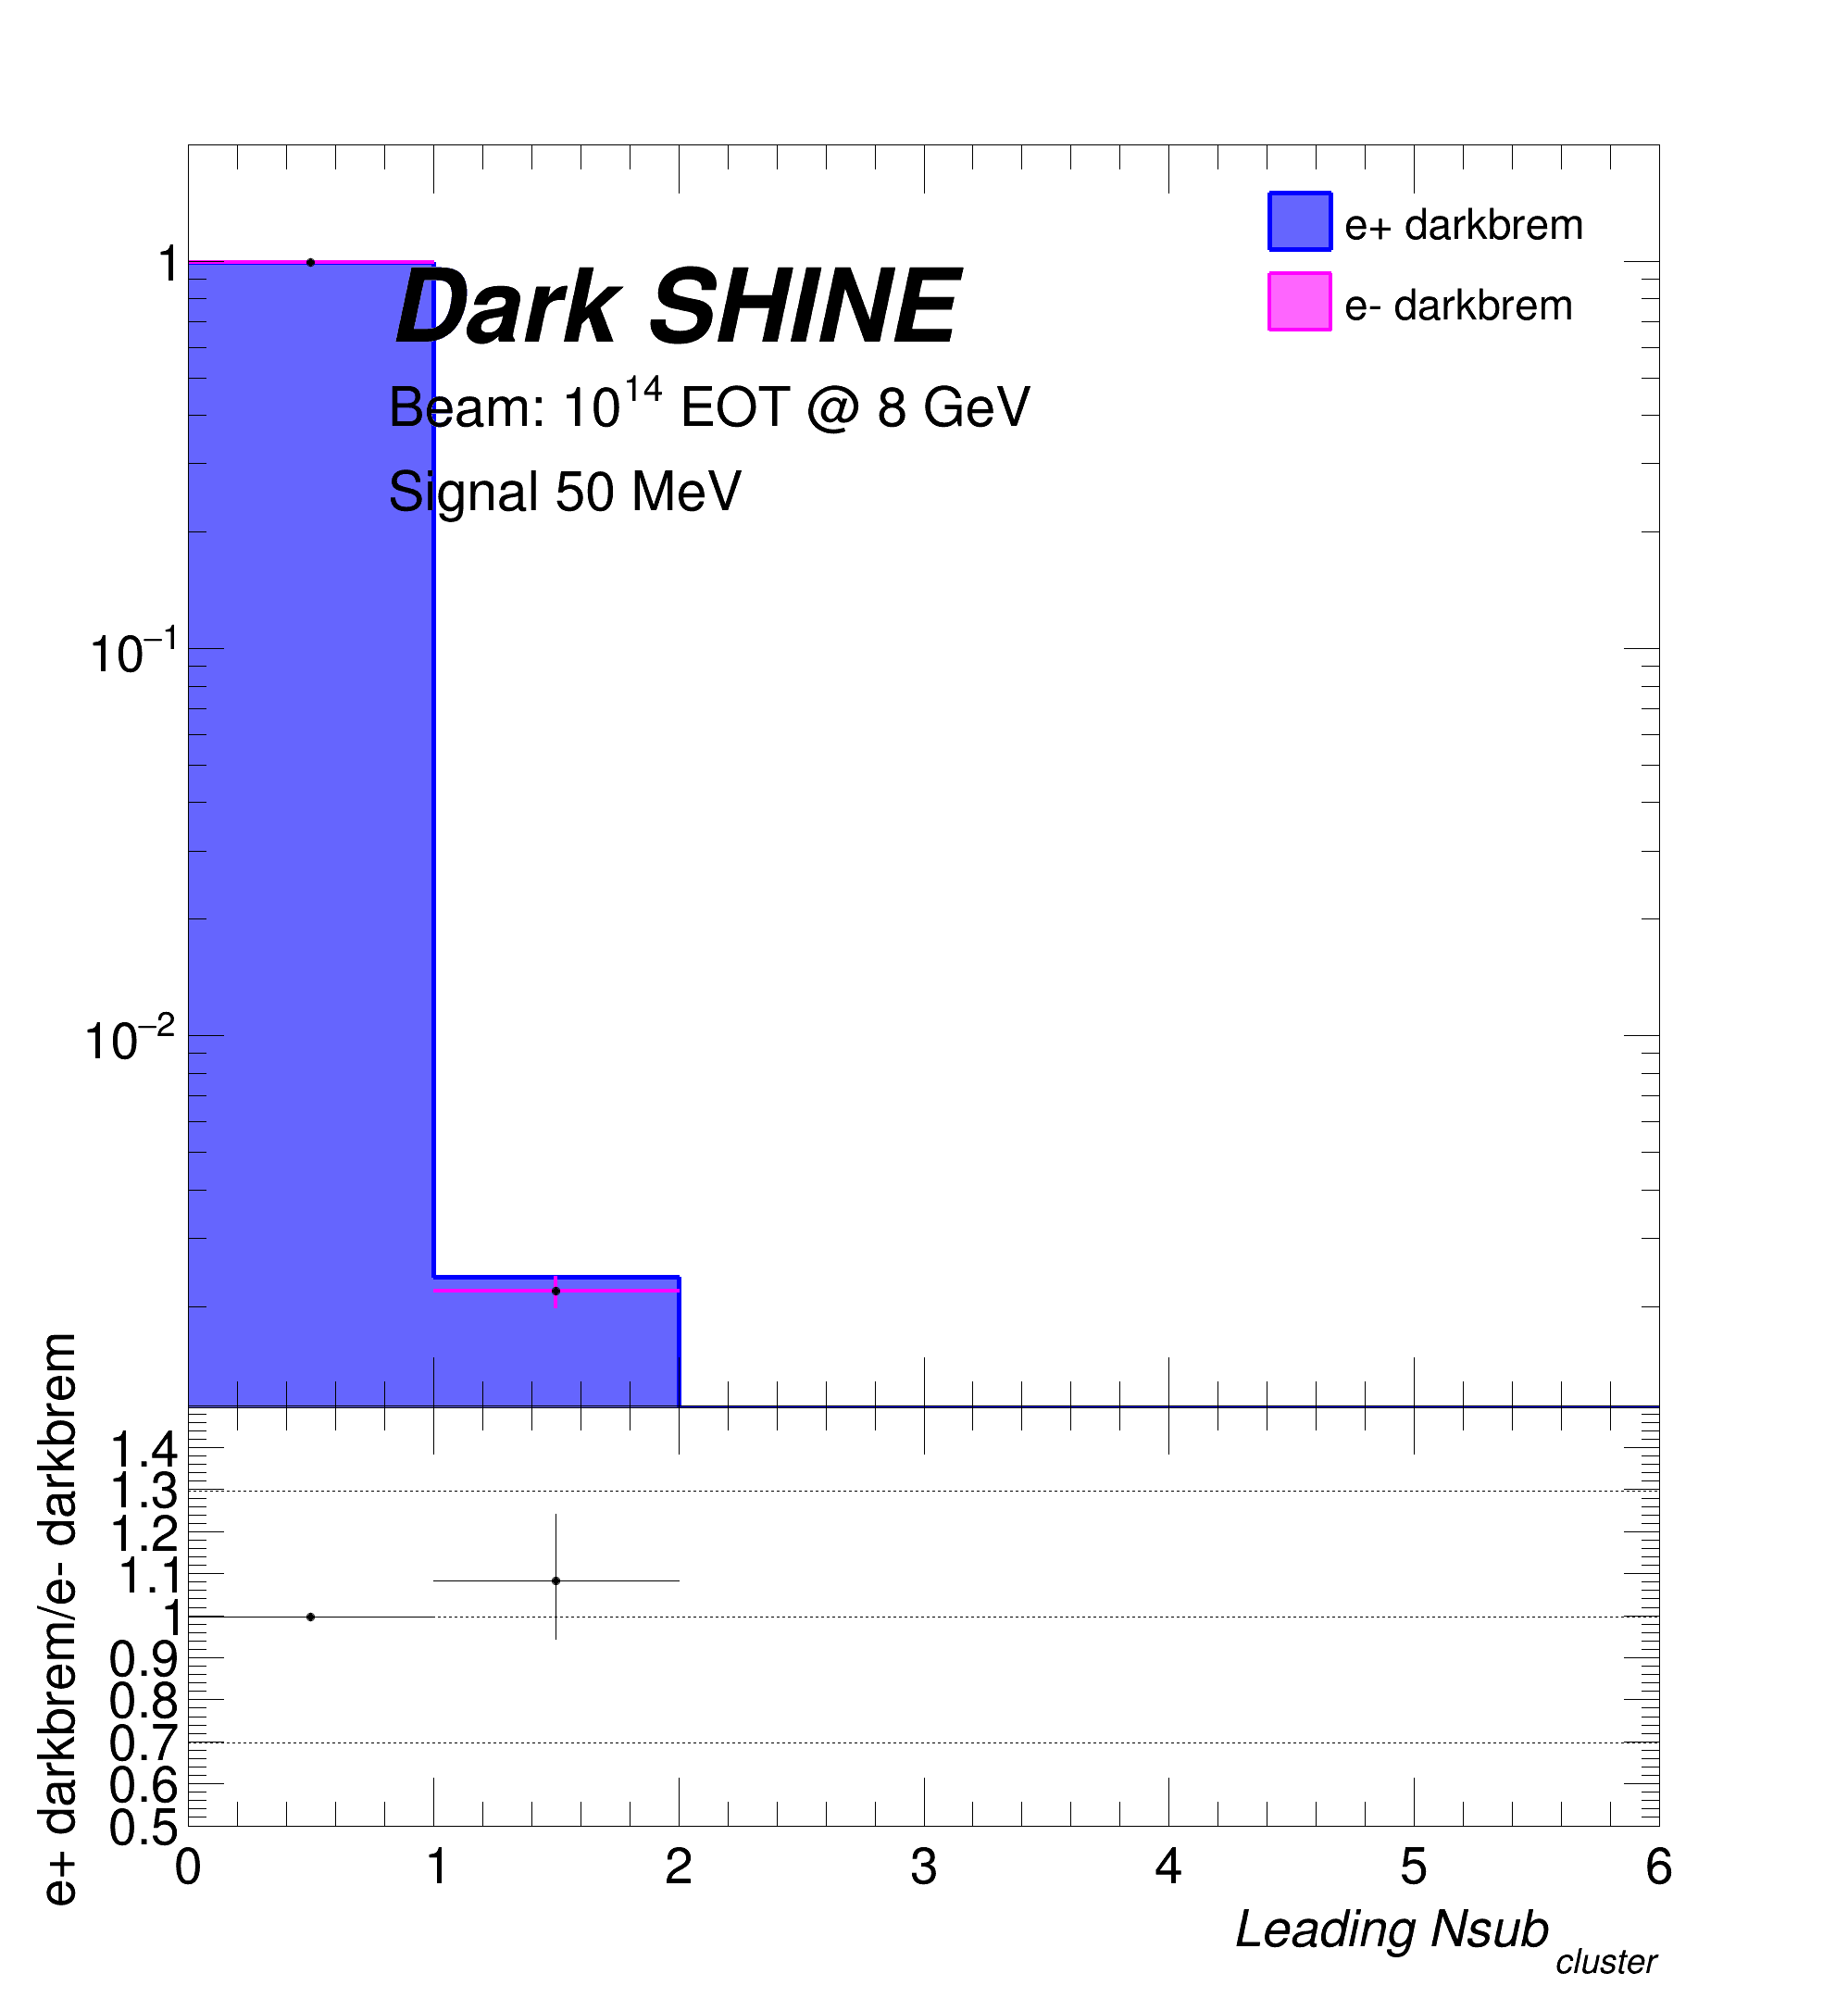 e+ darkbrem
e- darkbrem
1
Dark SHINE
Beam: 10^14 EOT @ 8 GeV
Signal 50 MeV
10^−1
10^−2
e+ darkbrem/e- darkbrem
1.4
1.3
1.2
1.1
1
0.9
0.8
0.7
0.6
0.5
0 1 2 3 4 5 6
Leading Nsub_cluster